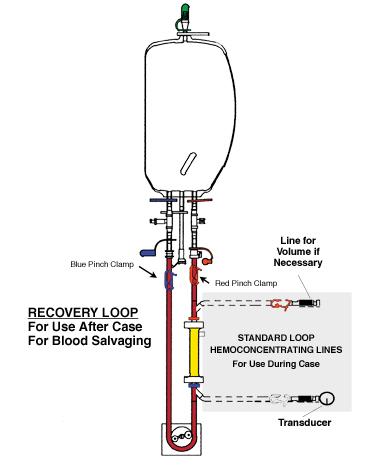 Line for
Volume if
Necessary
Blue Pinch Clamp
Red Pinch Clamp
RECOVERY LOOP
For Use After Case
For Blood Salvaging
STANDARD LOOP
HEMOCONCENTRATING LINES
For Use During Case
Transducer